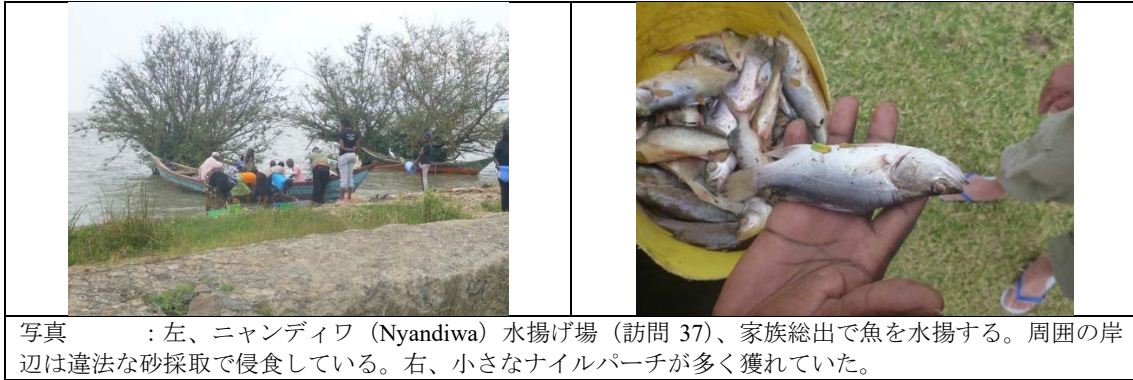 写真　　　：左、ニャンディワ（Nyandiwa）水揚げ場（訪問 37）、家族総出で魚を水揚する。周囲の岸
辺は違法な砂採取で侵食している。右、小さなナイルパーチが多く獲れていた。